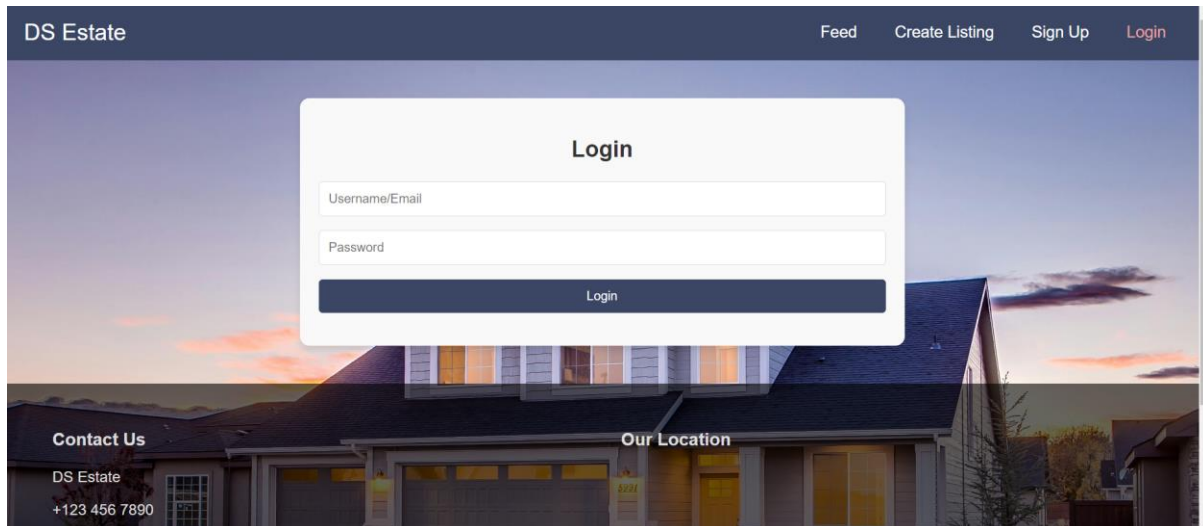 DS Estate
Feed
Create Listing
Sign Up
Login
Login
Username/Email
Password
Login
Contact Us
Our Location
DS Estate
+123 456 7890